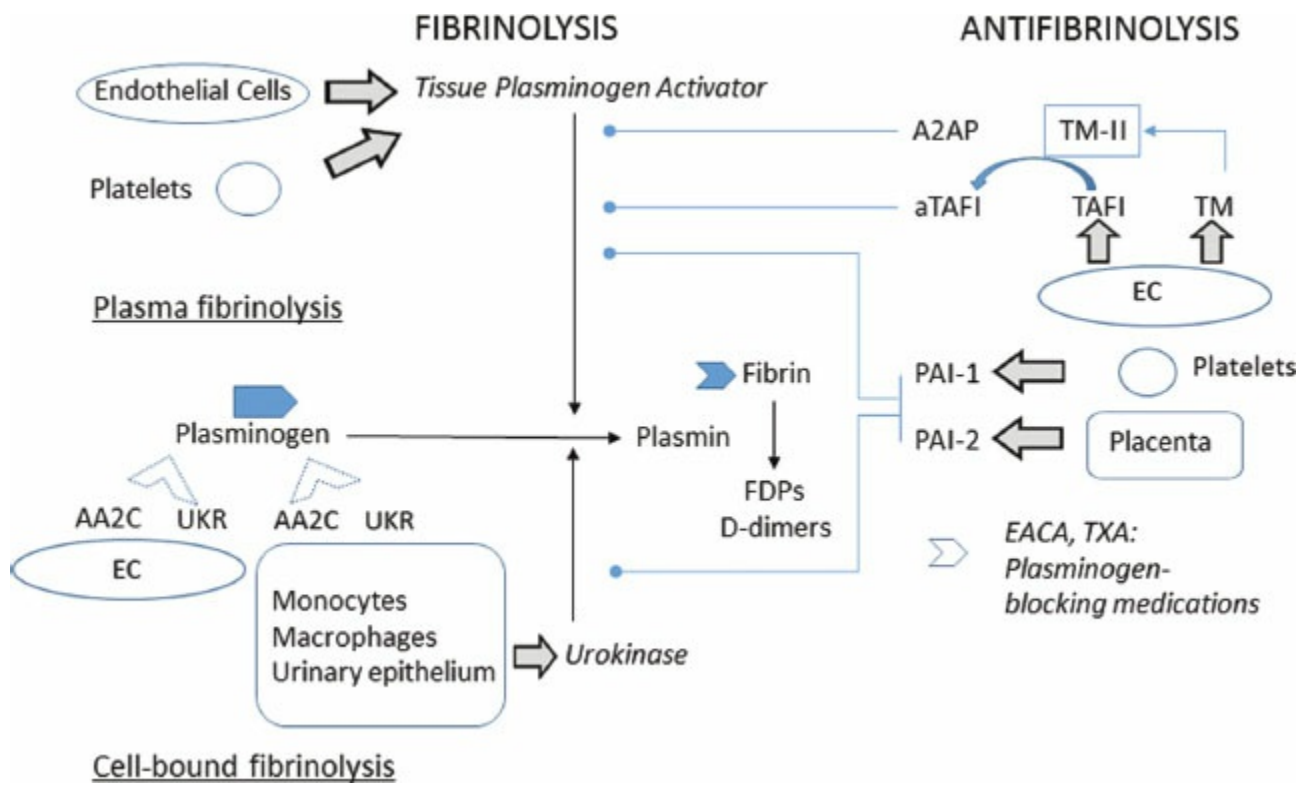 FIBRINOLYSIS
ANTIFIBRINOLYSIS
Endothelial Cells
Tissue Plasminogen Activator
A2AP
TM-II
Platelets
aTAFI
TAFI
TM
EC
Plasma fibrinolysis
Fibrin
PAI-1
Platelets
Plasminogen
Plasmin
PAI-2
Placenta
FDPs
D-dimers
AA2C
UKR
AA2C
UKR
EC
EACA, TXA:
Plasminogen-
blocking medications
Monocytes
Macrophages
Urinary epithelium
Urokinase
Cell-bound fibrinolysis